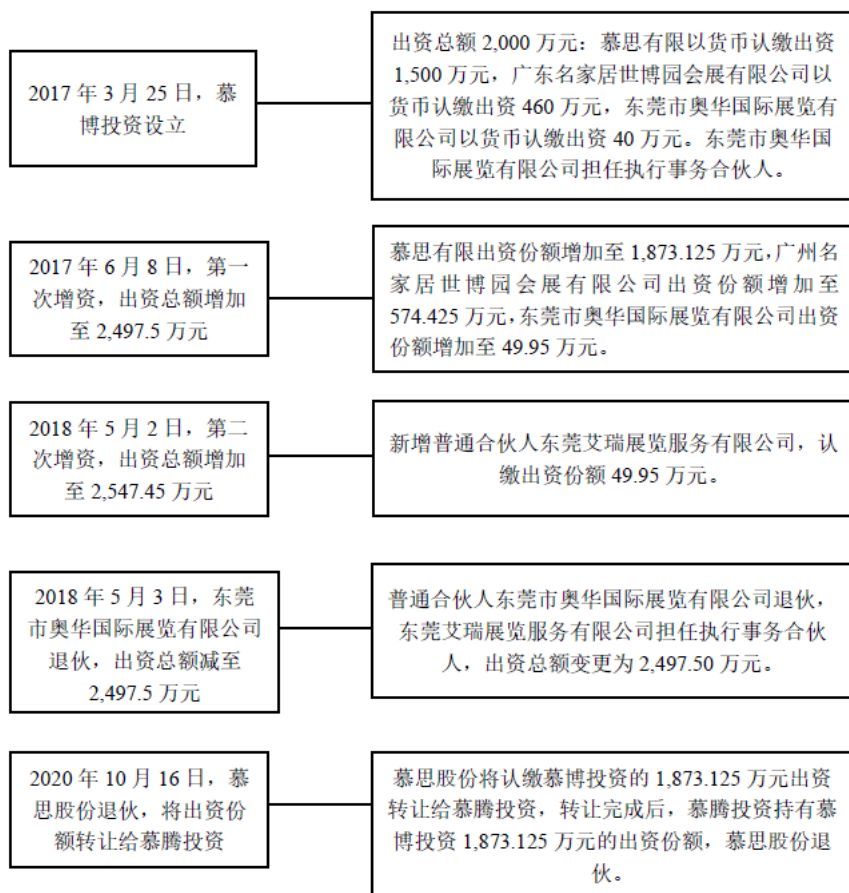 2017 年 3 月 25 日，慕
博投资设立
出资总额 2,000 万元：慕思有限以货币认缴出资
1,500 万元，广东名家居世博园会展有限公司以
货币认缴出资 460 万元，东莞市奥华国际展览有
限公司以货币认缴出资 40 万元。东莞市奥华国
际展览有限公司担任执行事务合伙人。
2017 年 6 月 8 日，第一
次增资，出资总额增加
至 2,497.5 万元
慕思有限出资份额增加至 1,873.125 万元，广州名
家居世博园会展有限公司出资份额增加至
574.425 万元，东莞市奥华国际展览有限公司出资
份额增加至 49.95 万元。
2018 年 5 月 2 日，第二
次增资，出资总额增加
至 2,547.45 万元
新增普通合伙人东莞艾瑞展览服务有限公司，认
缴出资份额 49.95 万元。
2018 年 5 月 3 日，东莞
市奥华国际展览有限公司
退伙，出资总额减至
2,497.5 万元
普通合伙人东莞市奥华国际展览有限公司退伙，
东莞艾瑞展览服务有限公司担任执行事务合伙
人，出资总额变更为 2,497.50 万元。
2020 年 10 月 16 日，慕
思股份退伙，将出资份
额转让给慕腾投资
慕思股份将认缴慕博投资的 1,873.125 万元出资
转让给慕腾投资，转让完成后，慕腾投资持有慕
博投资 1,873.125 万元的出资份额，慕思股份退
伙。